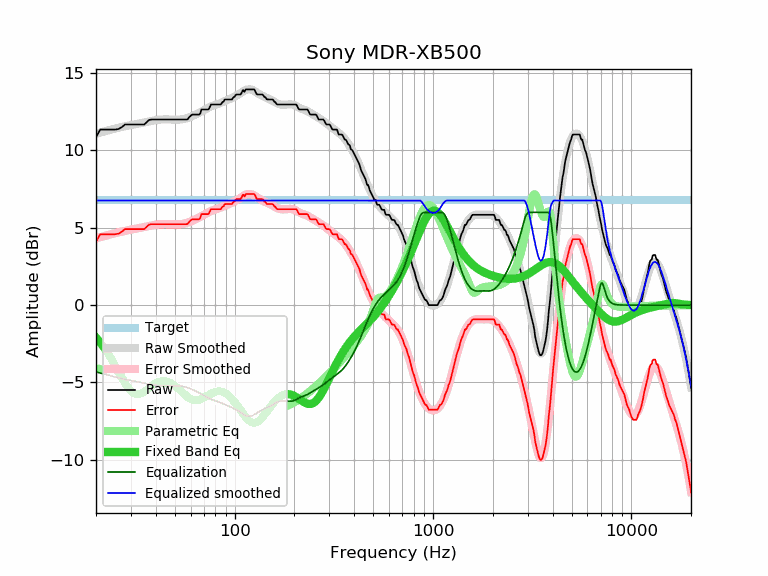 Sony MDR-XB500
Amplitude (dBr)
15
10
5
0
−5
−10
Target
Raw Smoothed
Error Smoothed
Raw
Error
Parametric Eq
Fixed Band Eq
Equalization
Equalized smoothed
100
1000
10000
Frequency (Hz)